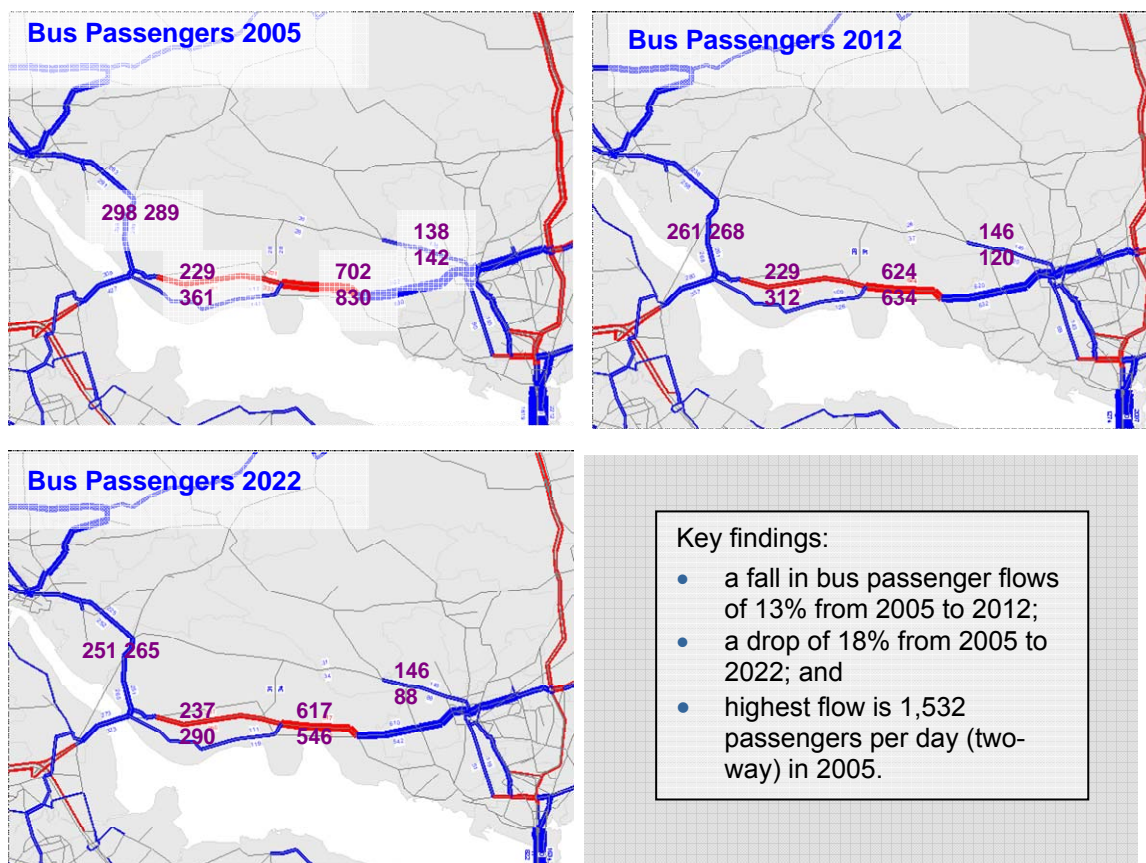 Bus Passengers 2005
298 289
229
361
702
830
138
142
Bus Passengers 2012
261 268
229
312
624
634
146
120
Bus Passengers 2022
251 265
237
290
617
546
146
88
Key findings:
• a fall in bus passenger flows
of 13% from 2005 to 2012;
• a drop of 18% from 2005 to
2022; and
• highest flow is 1,532
passengers per day (two-
way) in 2005.